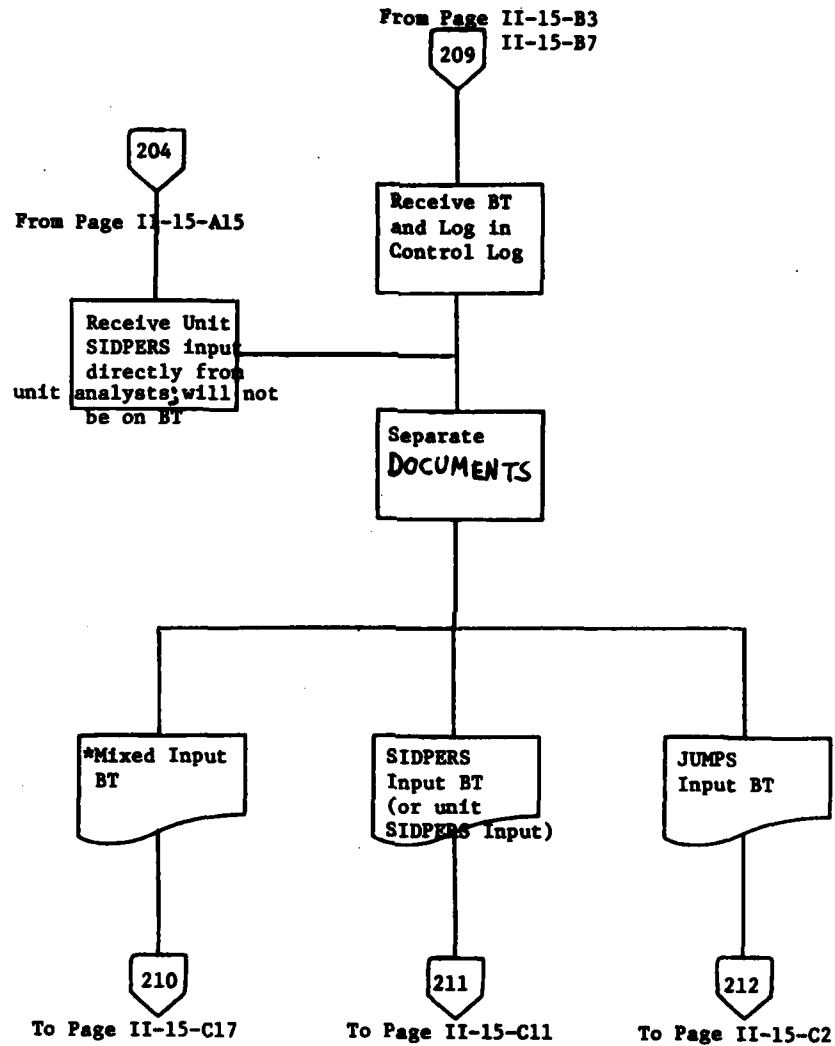 From Page II-15-B3
II-15-B7
209
204
From Page II-15-A15
Receive BT
and Log in
Control Log
Receive Unit
SIDPERS input
directly from
unit analysts;will not
be on BT
Separate
DOCUMENTS
*Mixed Input
BT
SIDPERS
Input BT
(or unit
SIDPERS Input)
JUMPS
Input BT
210
211
212
To Page II-15-C17
To Page II-15-C11
To Page II-15-C2